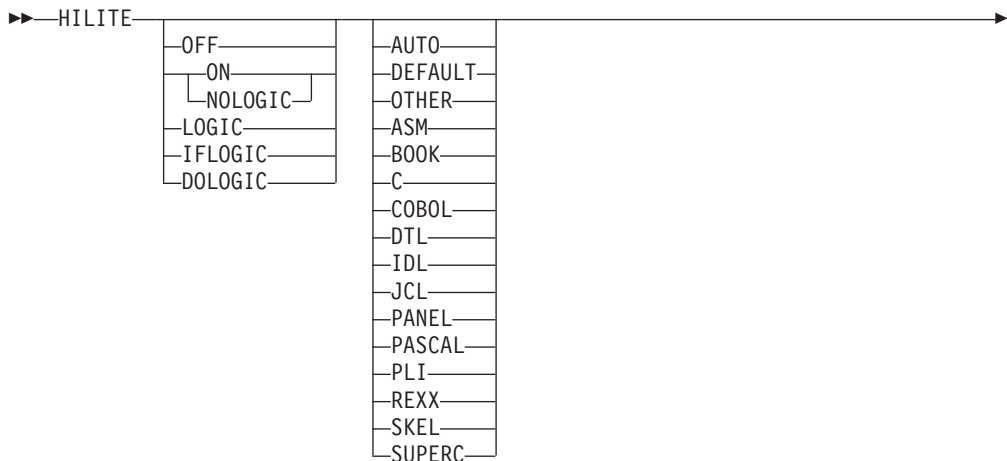 HILITE
OFF AUTO
ON DEFAULT
NOLOGIC OTHER
LOGIC ASM
IFLOGIC BOOK
DOLOGIC C
COBOL
DTL
IDL
JCL
PANEL
PASCAL
PLI
REXX
SKEL
SUPERC